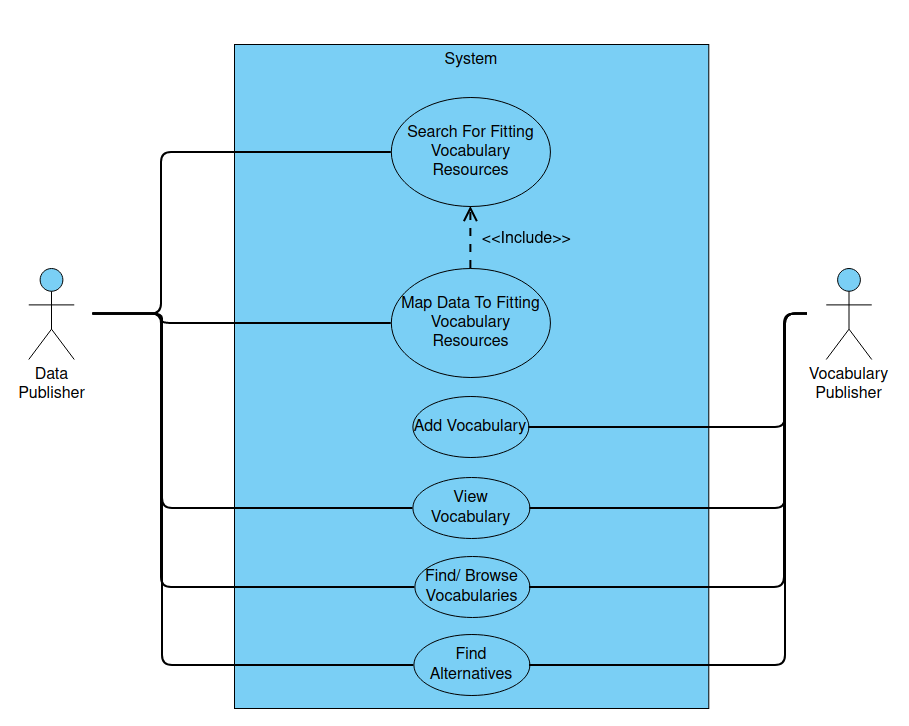 System
Search For Fitting
Vocabulary
Resources
<<Include>>
Map Data To Fitting
Vocabulary
Resources
Data
Publisher
Vocabulary
Publisher
Add Vocabulary
View
Vocabulary
Find/ Browse
Vocabularies
Find
Alternatives